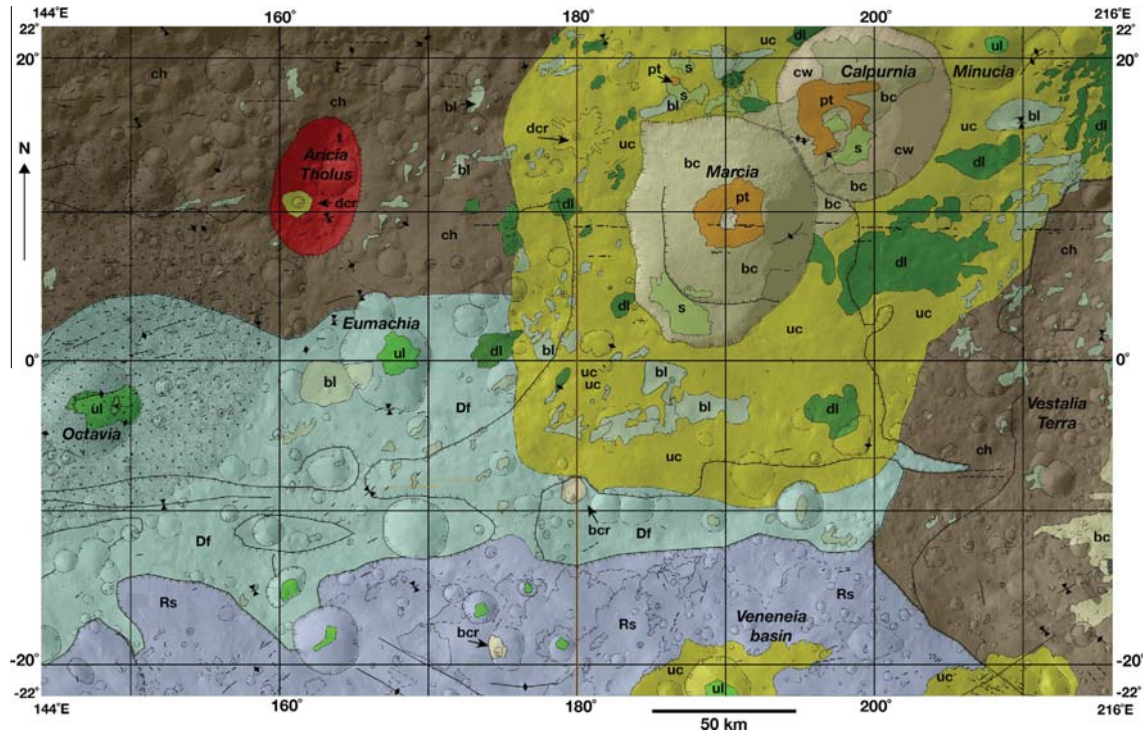 144°E 160° 180° 200° 216°E
22° 22°
20° 20°
uc dl ul
ch s uc
pt cw Calpurnia Minucia
bl ch s pt bc
bl bl dl
dcr uc uc
N
Aricia
Tholus
bc s cw
Marcia
bl bc
pt
dcr bc
ch dl ch
bc
dl
dl s
Eumachia uc uc
ul dl bl
0° 0°
bl uc bl
uc
Df bl dl Vestalia
Terra
ul
Octavia ch
uc
bcr bc
Df Df
Rs Rs
Rs Veneneia
basin
bcr
-20° -20°
uc uc
-22° ul -22°
144°E 160° 180° 200° 216°E
50 km